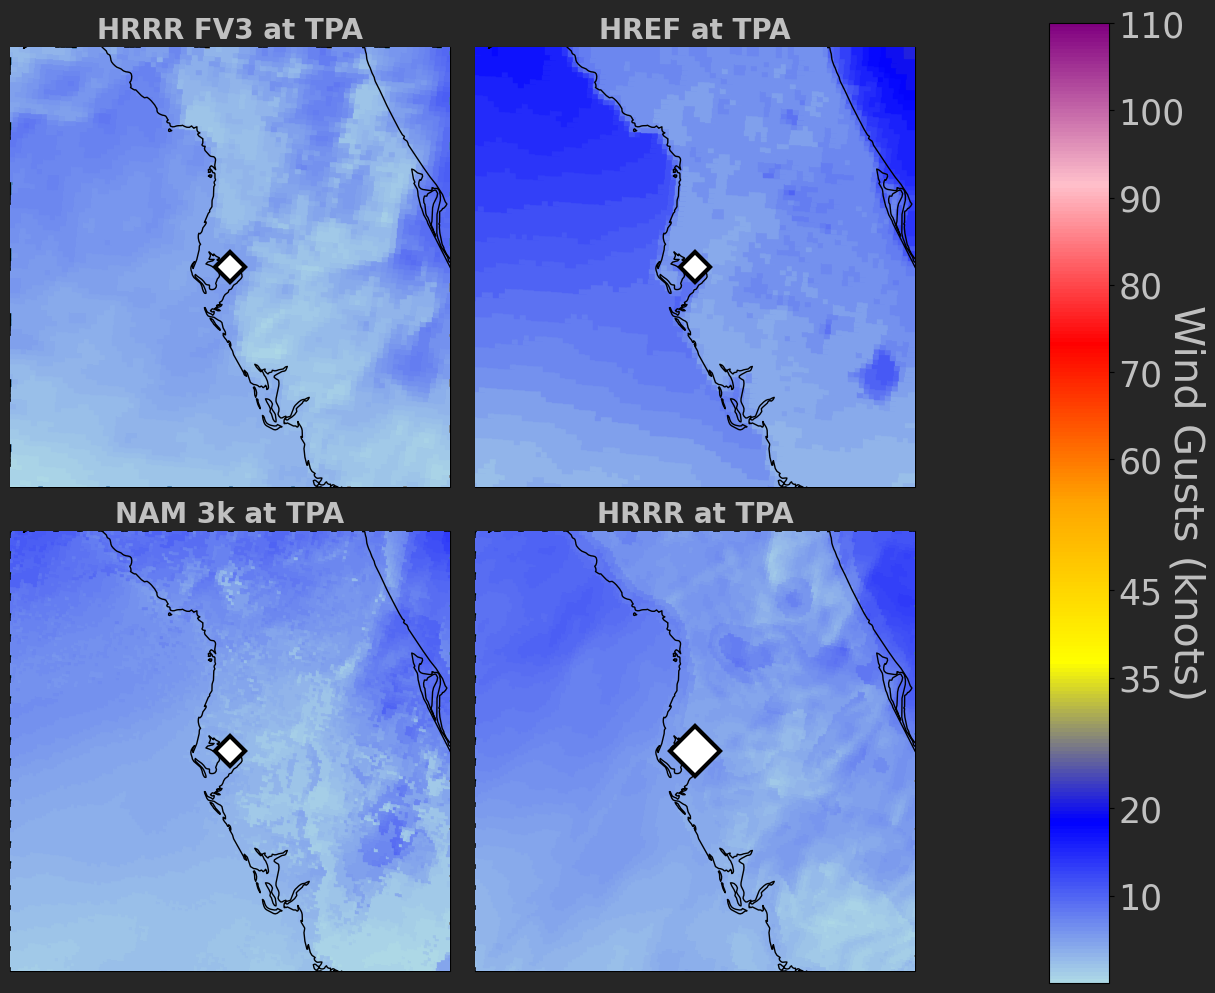 HRRR FV3 at TPA
HREF at TPA
NAM 3k at TPA
HRRR at TPA
110
100
90
80
70
60
45
35
20
10
Wind Gusts (knots)